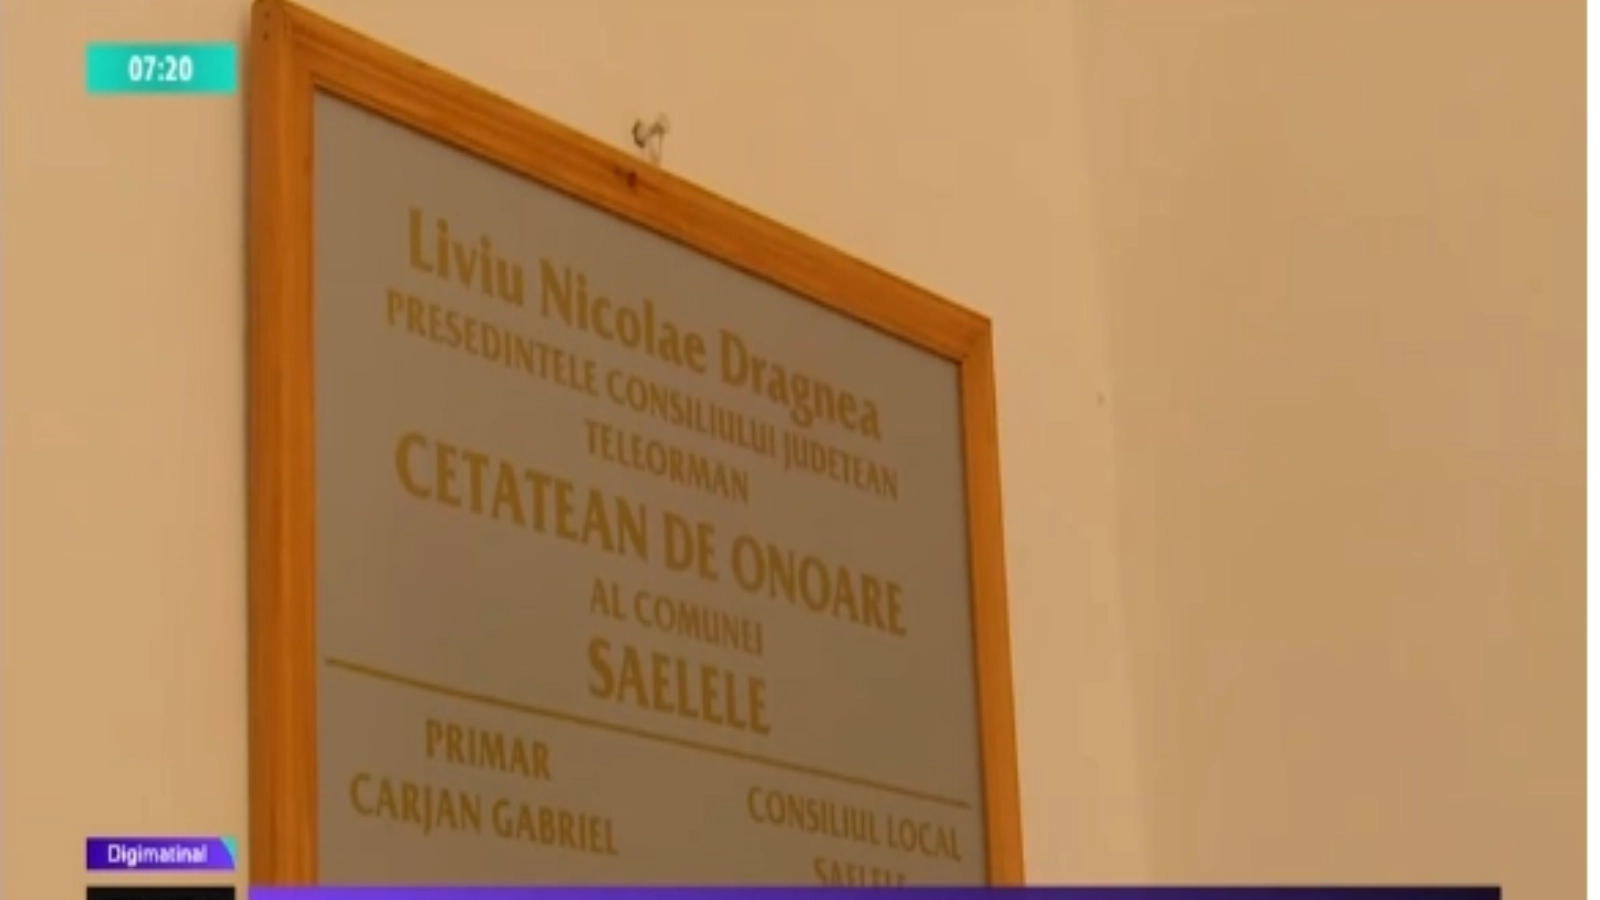 07:20
Liviu Nicolae Dragnea
PRESEDINTELE CONSILIULUI JUDETEAN
TELEORMAN
CETATEAN DE ONOARE
AL COMUNEI
SAELELE
PRIMAR
CARJAN GABRIEL
CONSILIUL LOCAL
SAELELE
Digimatinal